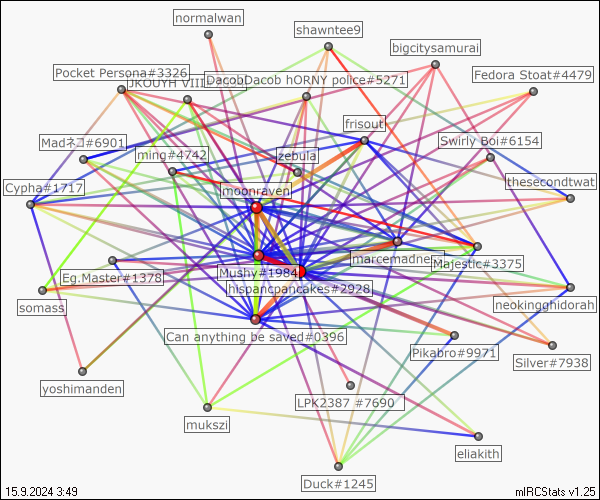 normalwan
shawntee9
bigcitysamurai
Pocket Persona#3326
JKOUYH VIII
DacobDacob hORNY police#5271
Fedora Stoat#4479
frisout
Madネコ#6901
ming#4742
zebula
Swirly Boi#6154
Cypha#1717
moonraven
thesecondtwat
marcemadnes
Majestic#3375
Eg.Master#1378
Mushy#1984
hispancpancakes#2928
somass
neokingghidorah
Can anything be saved#0396
Pikabro#9971
Silver#7938
yoshimanden
LPK2387 #7690
mukszi
eliakith
Duck#1245
15.9.2024 3:49
mIRCStats v1.25